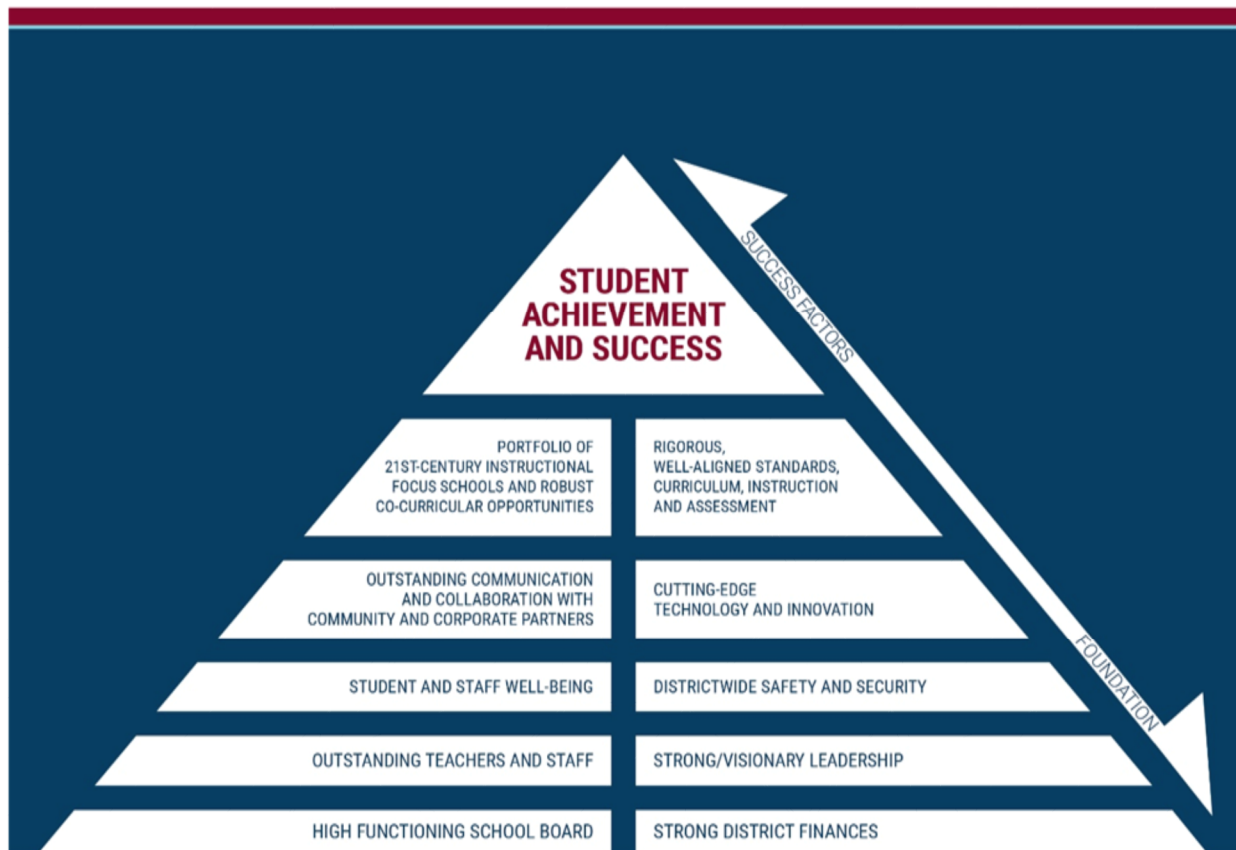 STUDENT
ACHIEVEMENT
AND SUCCESS
SUCCESS FACTORS
PORTFOLIO OF
21ST-CENTURY INSTRUCTIONAL
FOCUS SCHOOLS AND ROBUST
CO-CURRICULAR OPPORTUNITIES
RIGOROUS,
WELL-ALIGNED STANDARDS,
CURRICULUM, INSTRUCTION
AND ASSESSMENT
OUTSTANDING COMMUNICATION
AND COLLABORATION WITH
COMMUNITY AND CORPORATE PARTNERS
CUTTING-EDGE
TECHNOLOGY AND INNOVATION
FOUNDATION
STUDENT AND STAFF WELL-BEING
DISTRICTWIDE SAFETY AND SECURITY
OUTSTANDING TEACHERS AND STAFF
STRONG/VISIONARY LEADERSHIP
HIGH FUNCTIONING SCHOOL BOARD
STRONG DISTRICT FINANCES